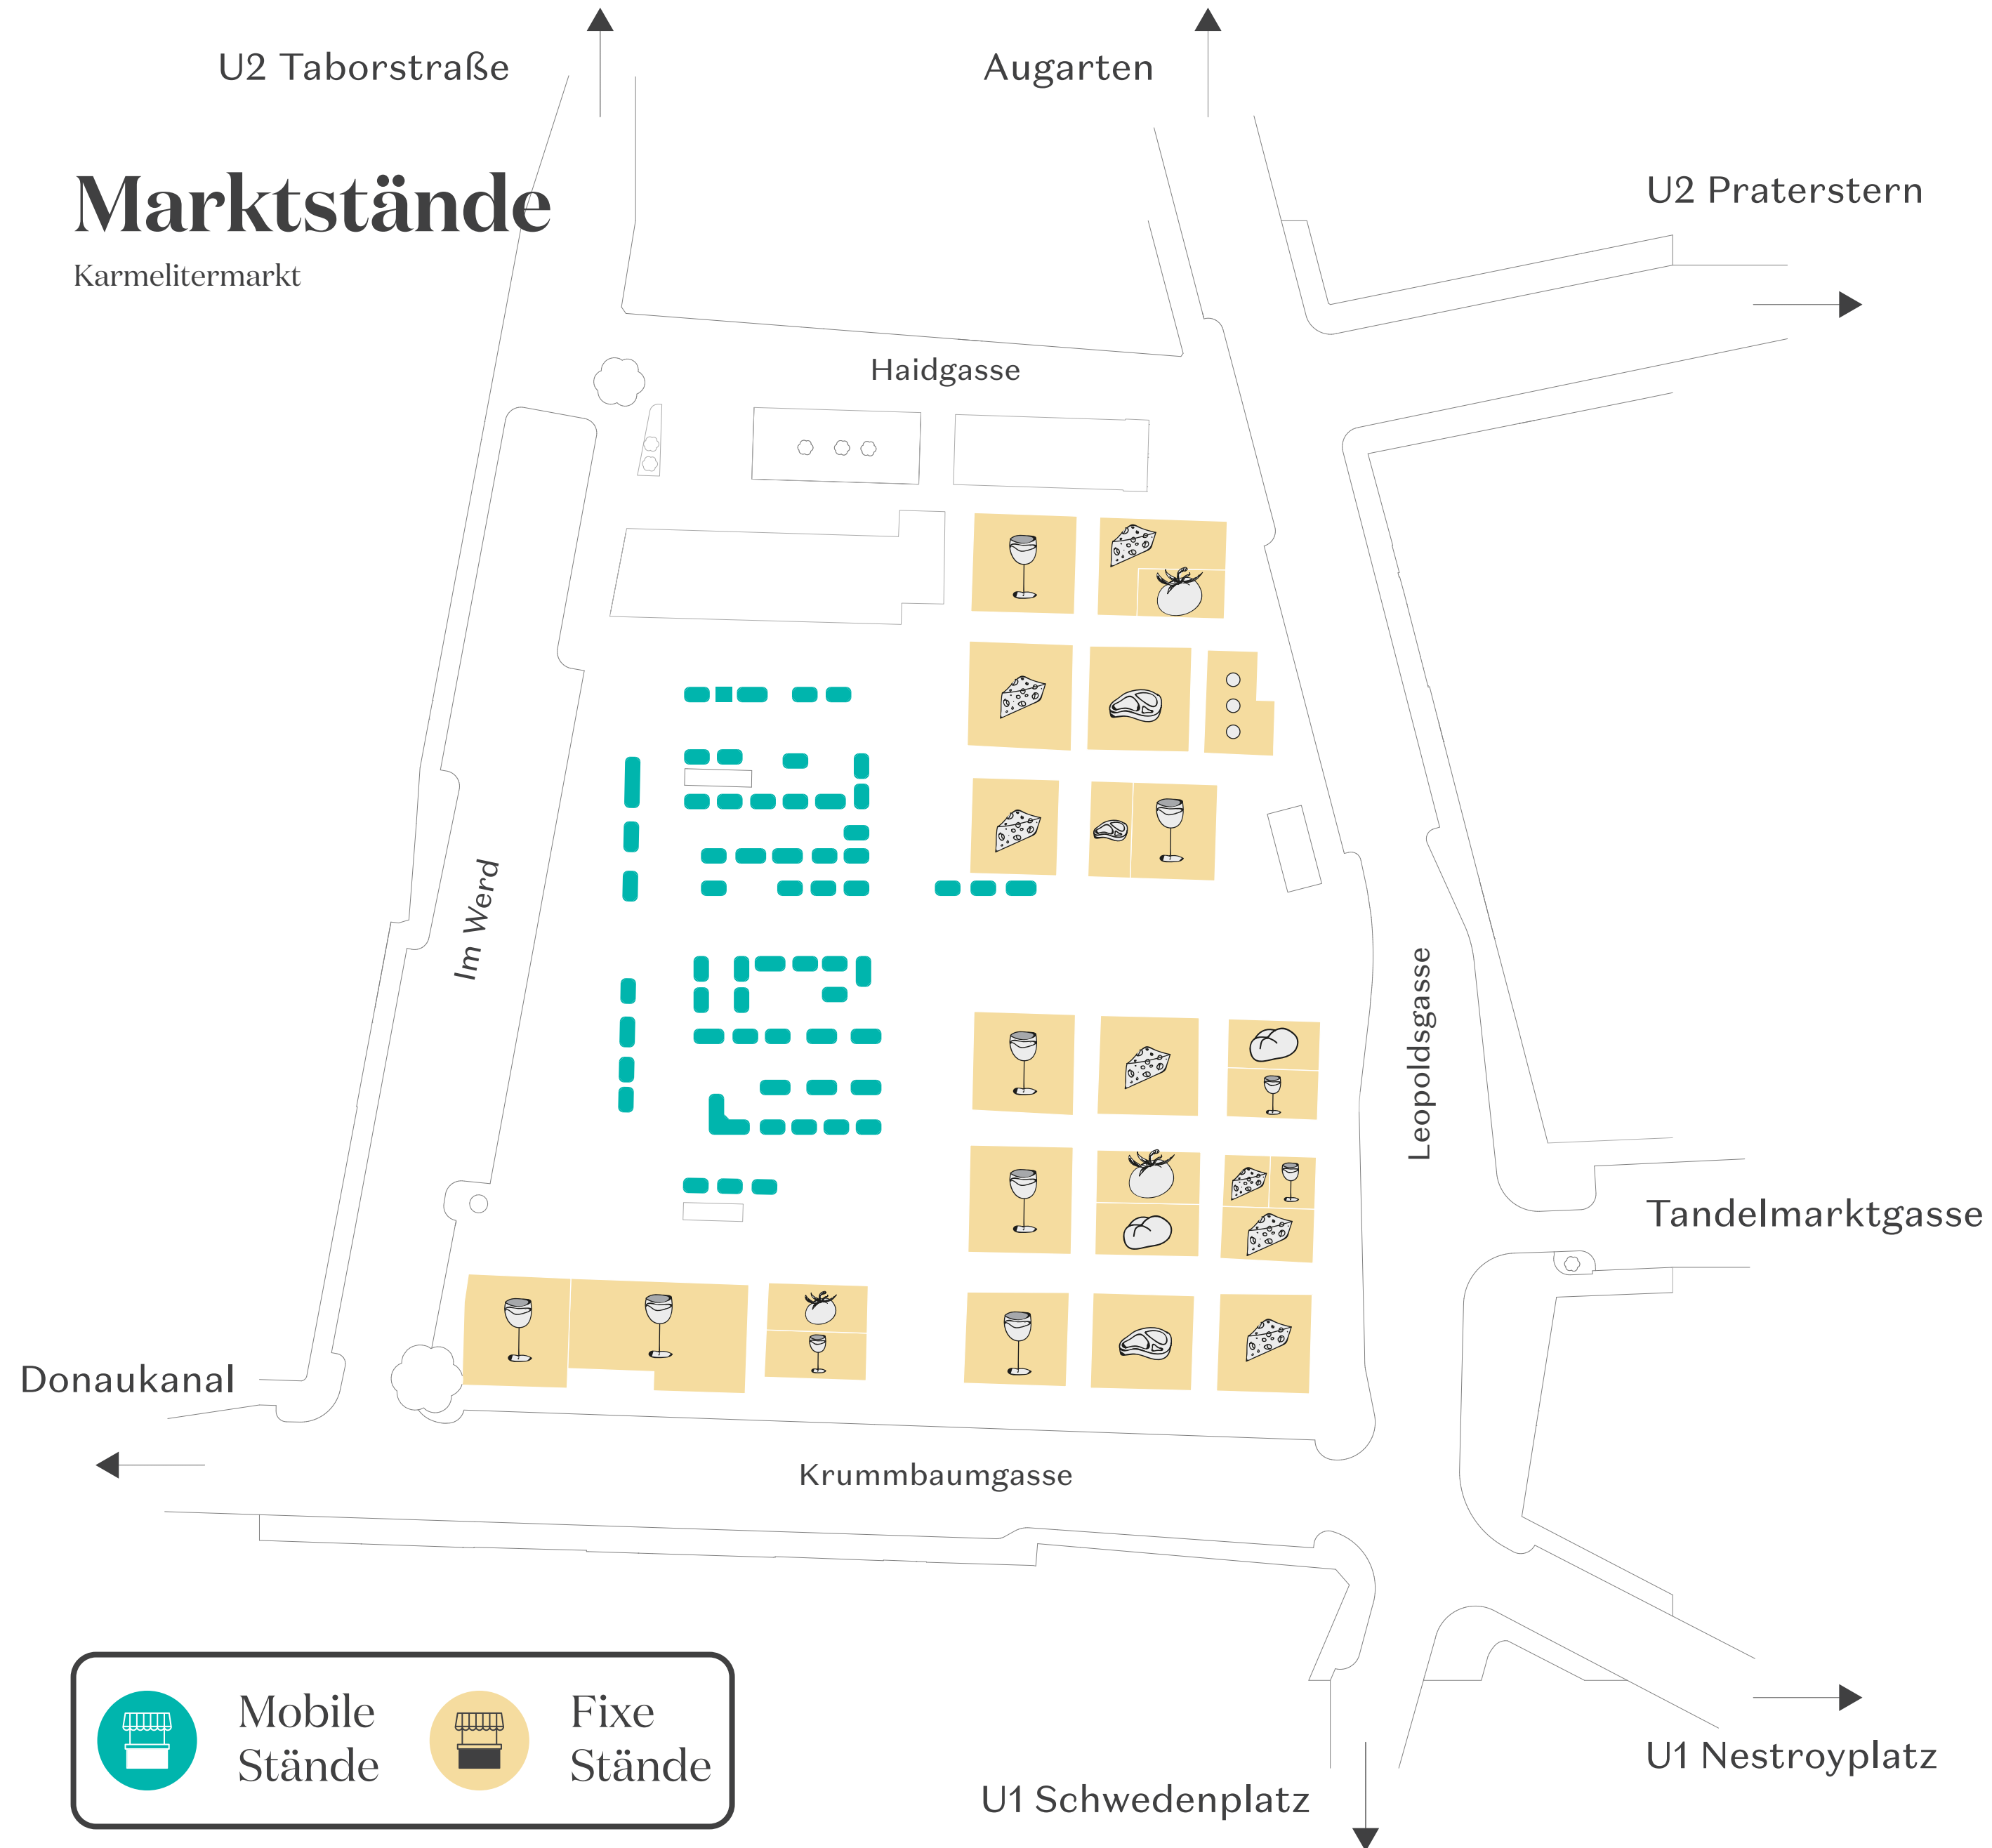 U2 Taborstraße
Augarten
Marktstände
Karmelitermarkt
U2 Praterstern
Haidgasse
Im Werd
Leopoldsgasse
Tandelmarktgasse
Donaukanal
Krummbaumgasse
Mobile
Stände
Fixe
Stände
U1 Nestroyplatz
U1 Schwedenplatz